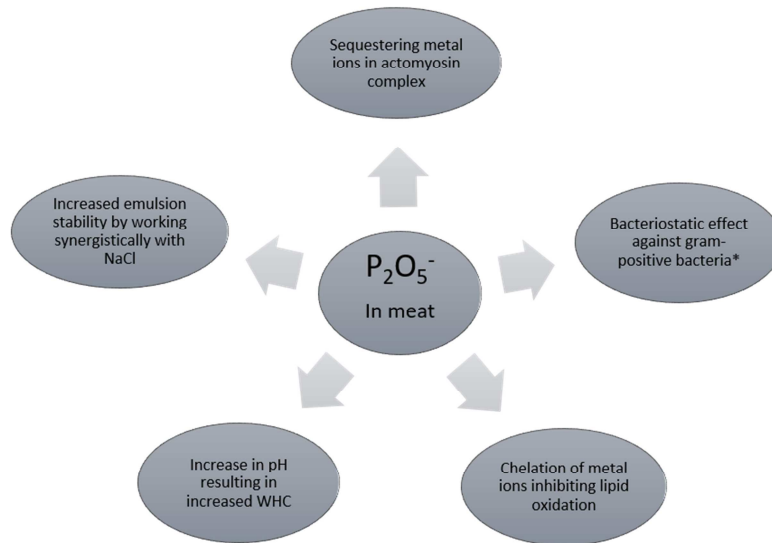 Sequestering metal
ions in actomyosin
complex
Increased emulsion
stability by working
synergistically with
NaCl
Bacteriostatic effect
against gram-
positive bacteria*
P₂O₅⁻
In meat
Increase in pH
resulting in
increased WHC
Chelation of metal
ions inhibiting lipid
oxidation